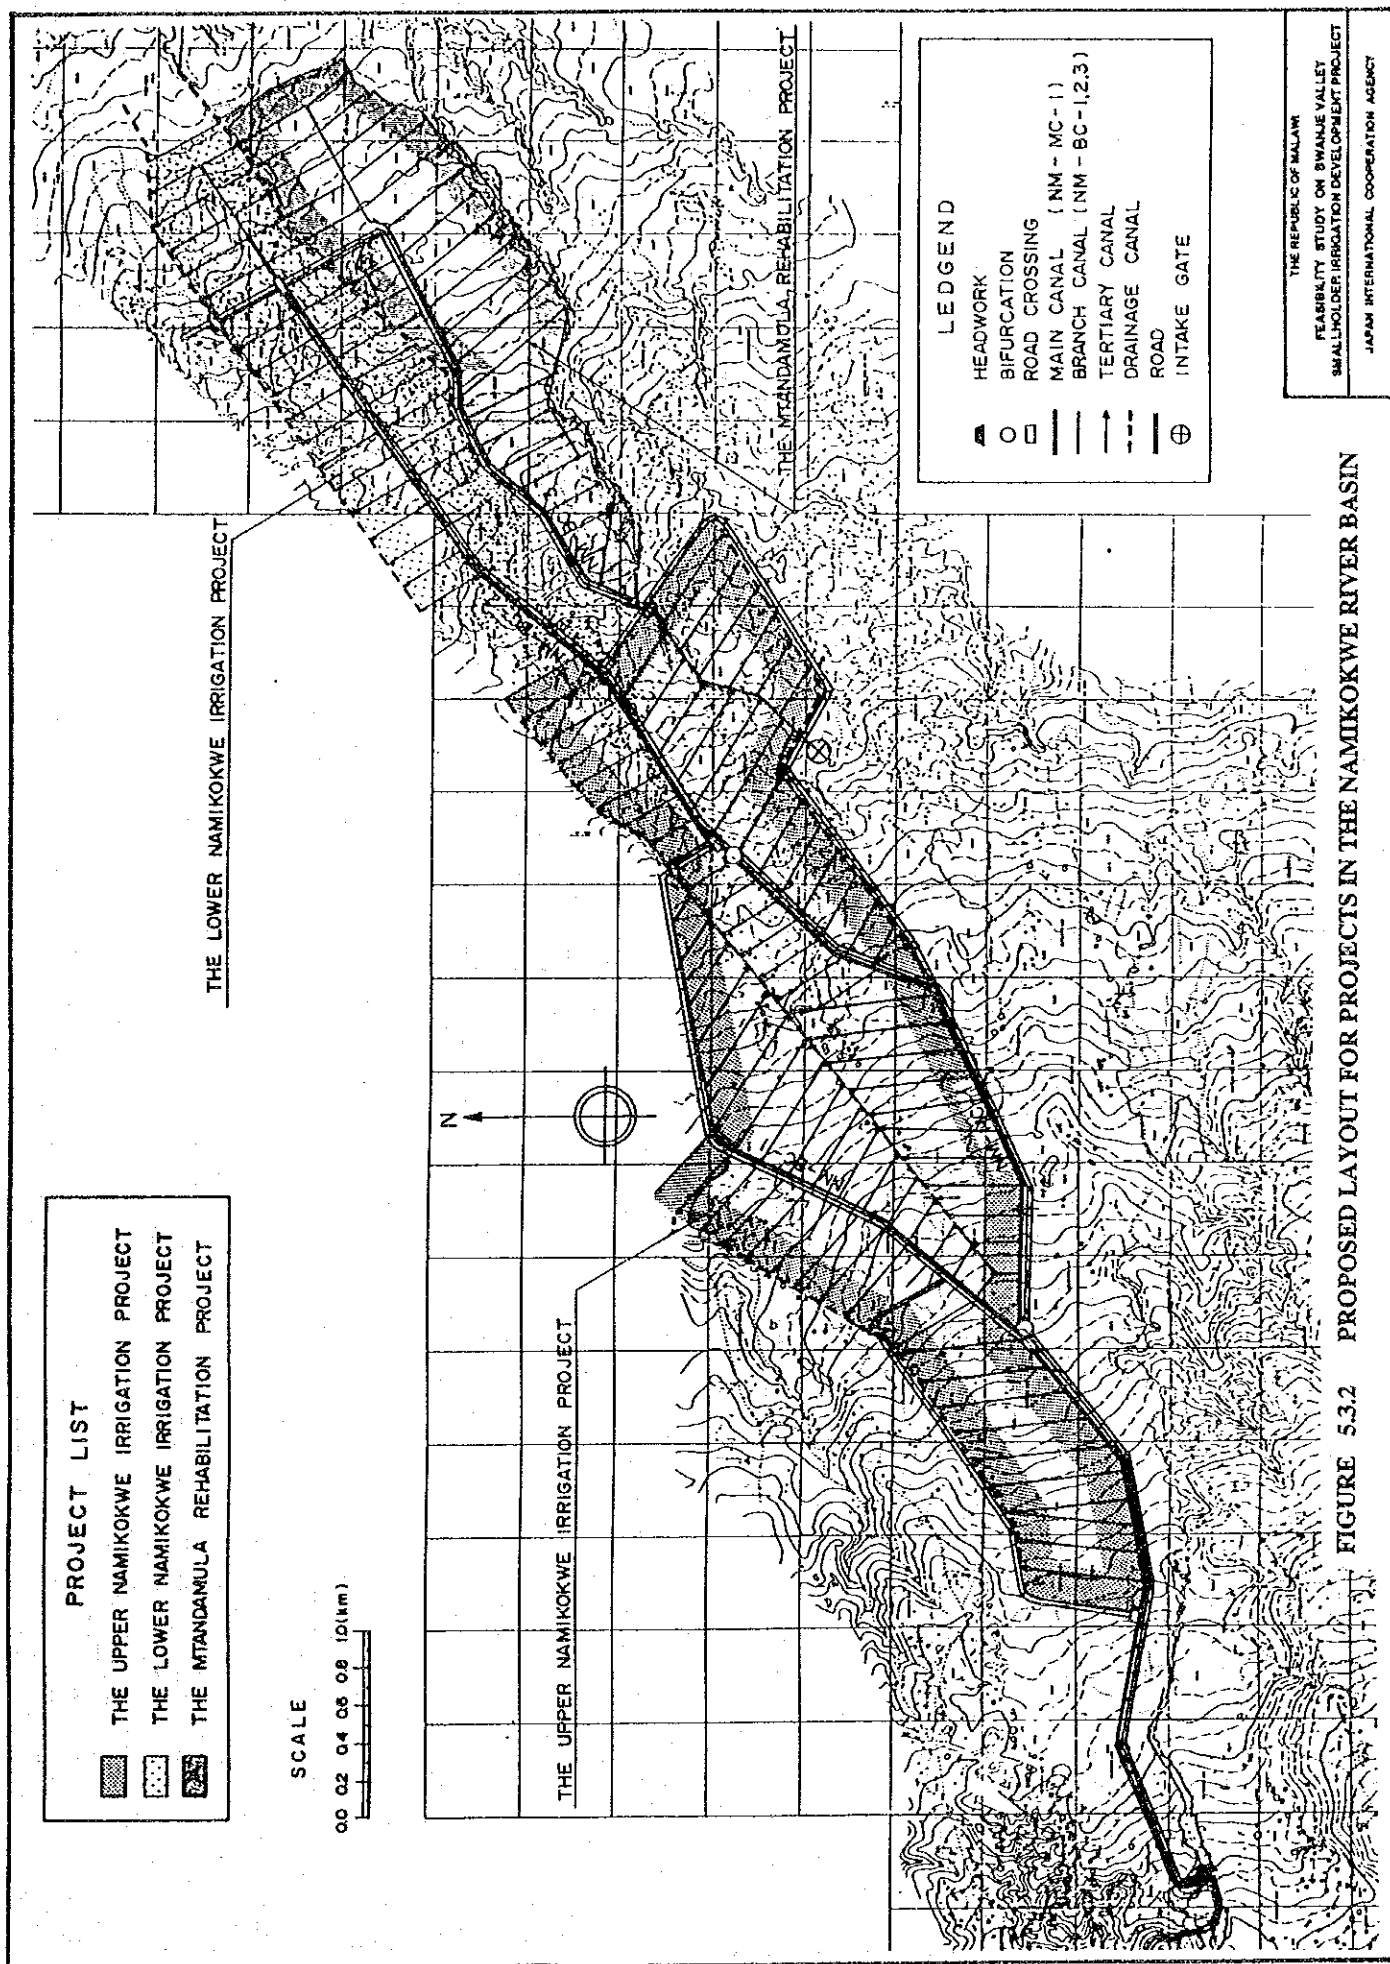 PROJECT LIST
THE UPPER NAMIKOKWE IRRIGATION PROJECT
THE LOWER NAMIKOKWE IRRIGATION PROJECT
THE MTANDAMULA REHABILITATION PROJECT
SCALE
0.0 0.2 0.4 0.6 0.8 1.0(km)
THE UPPER NAMIKOKWE IRRIGATION PROJECT
N
THE LOWER NAMIKOKWE IRRIGATION PROJECT
THE MTANDAMULA REHABILITATION PROJECT
LEDGEND
HEADWORK
BIFURCATION
ROAD CROSSING
MAIN CANAL (NM-MC-1)
BRANCH CANAL (NM-BC-1,2,3)
TERTIARY CANAL
DRAINAGE CANAL
ROAD
INTAKE GATE
FIGURE 5.3.2 PROPOSED LAYOUT FOR PROJECTS IN THE NAMIKOKWE RIVER BASIN
THE REPUBLIC OF MALAWI
FEASIBILITY STUDY ON BWANJE VALLEY
SMALLHOLDER IRRIGATION DEVELOPMENT PROJECT
JAPAN INTERNATIONAL COOPERATION AGENCY